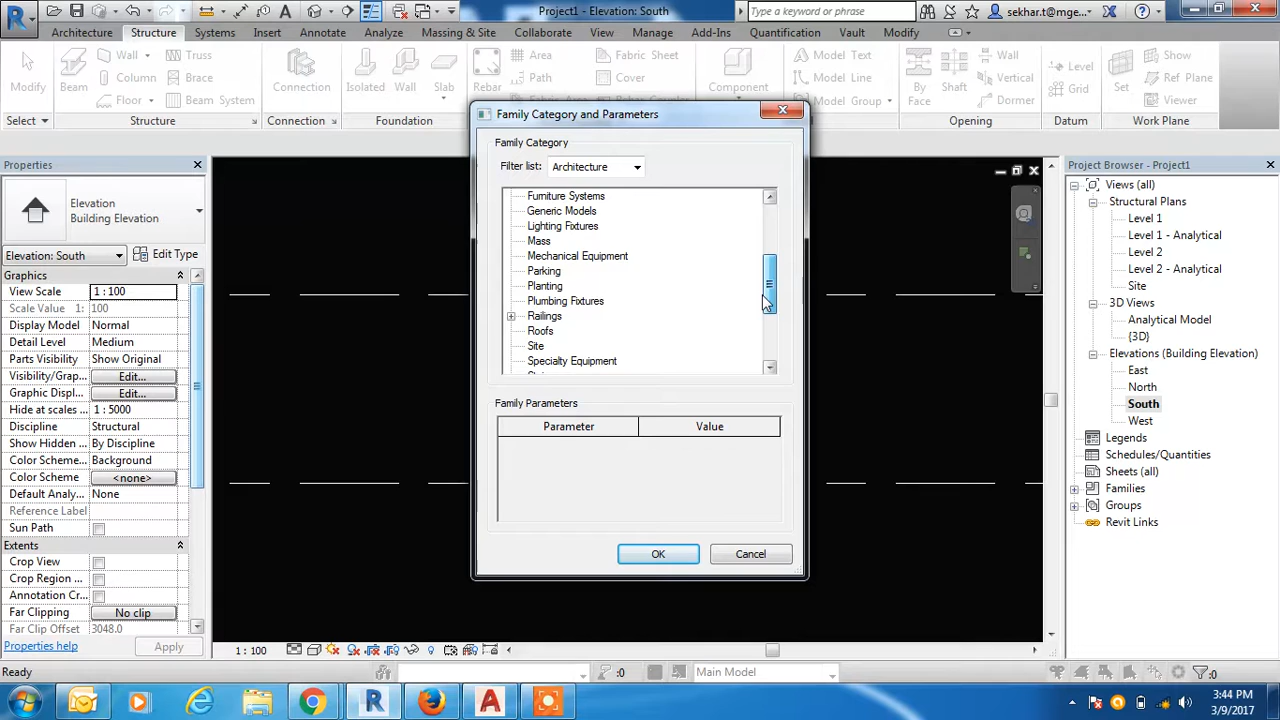 Project1 - Elevation: South
Type a keyword or phrase
sekhar.t@mge...
Architecture Structure Systems Insert Annotate Analyze Massing & Site Collaborate View Manage Add-Ins Quantification Vault Modify
Modify
Beam
Wall
Column
Floor
Truss
Brace
Beam System
Connection
Isolated
Wall
Slab
Rebar
Area
Path
Fabric Sheet
Cover
Component
Model Text
Model Line
Model Group
By
Face
Shaft
Wall
Vertical
Dormer
Level
Grid
Set
Show
Ref Plane
Viewer
Select
Structure
Connection
Foundation
Opening
Datum
Work Plane
Properties
Elevation
Building Elevation
Elevation: South
Edit Type
Graphics
View Scale 1 : 100
Scale Value 1: 100
Display Model Normal
Detail Level Medium
Parts Visibility Show Original
Visibility/Grap... Edit...
Graphic Displ... Edit...
Hide at scales ... 1 : 5000
Discipline Structural
Show Hidden ... By Discipline
Color Scheme ... Background
Color Scheme <none>
Default Analy... None
Reference Label
Sun Path
Extents
Crop View
Crop Region ...
Annotation Cr...
Far Clipping No clip
Far Clip Offset 3048.0
Properties help
Apply
Family Category and Parameters
Family Category
Filter list: Architecture
Furniture Systems
Generic Models
Lighting Fixtures
Mass
Mechanical Equipment
Parking
Planting
Plumbing Fixtures
Railings
Roofs
Site
Specialty Equipment
Family Parameters
Parameter Value
OK Cancel
Project Browser - Project1
Views (all)
Structural Plans
Level 1
Level 1 - Analytical
Level 2
Level 2 - Analytical
Site
3D Views
Analytical Model
{3D}
Elevations (Building Elevation)
East
North
South
West
Legends
Schedules/Quantities
Sheets (all)
Families
Groups
Revit Links
1 : 100
Ready
:0
Main Model
:0
3:44 PM
3/9/2017